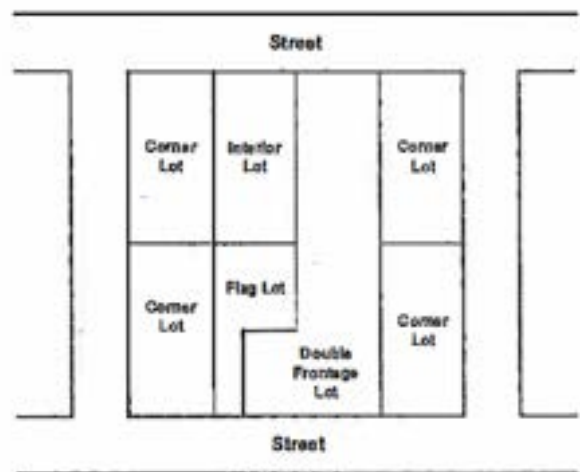 Street
Corner
Lot
Interior
Lot
Corner
Lot
Corner
Lot
Flag Lot
Corner
Lot
Double
Frontage
Lot
Street